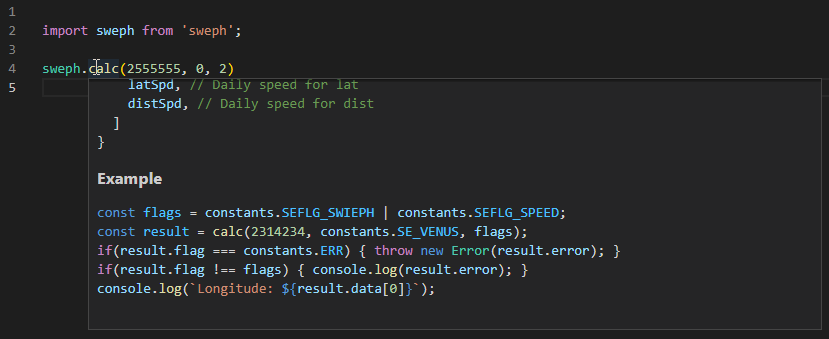 1
2 import sweph from 'sweph';
3
4 sweph.calc(2555555, 0, 2)
5
latSpd, // Daily speed for lat
distSpd, // Daily speed for dist
]
}
Example
const flags = constants.SEFLG_SWIEPH | constants.SEFLG_SPEED;
const result = calc(2314234, constants.SE_VENUS, flags);
if(result.flag === constants.ERR) { throw new Error(result.error); }
if(result.flag !== flags) { console.log(result.error); }
console.log(`Longitude: ${result.data[0]}`);